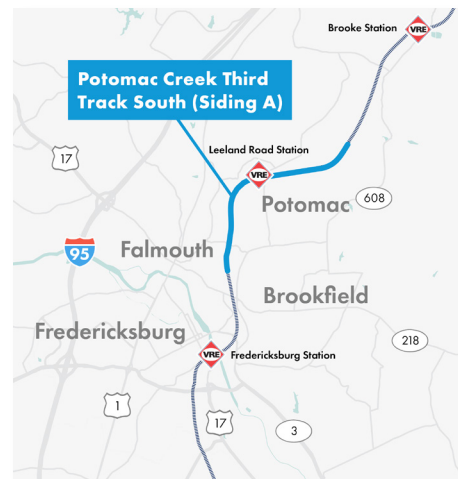 Brooke Station
VRE
Potomac Creek Third
Track South (Siding A)
Leeland Road Station
17
VRE
608
Potomac
Falmouth
95
Brookfield
Fredericksburg
218
VRE
Fredericksburg Station
1
17
3